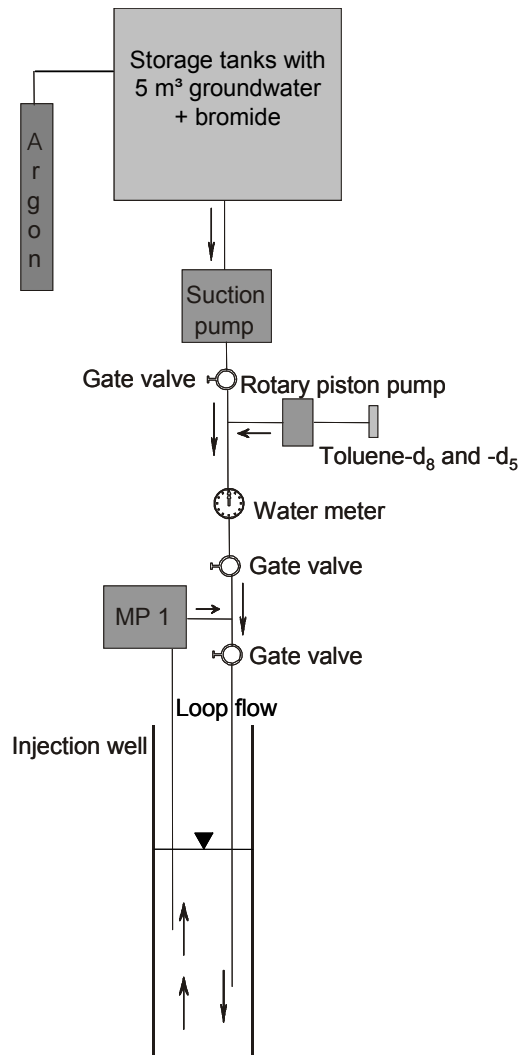 Storage tanks with
5 m³ groundwater
+ bromide
Argon
Suction
pump
Gate valve
Rotary piston pump
Toluene-d₈ and -d₅
Water meter
Gate valve
MP 1
Gate valve
Loop flow
Injection well